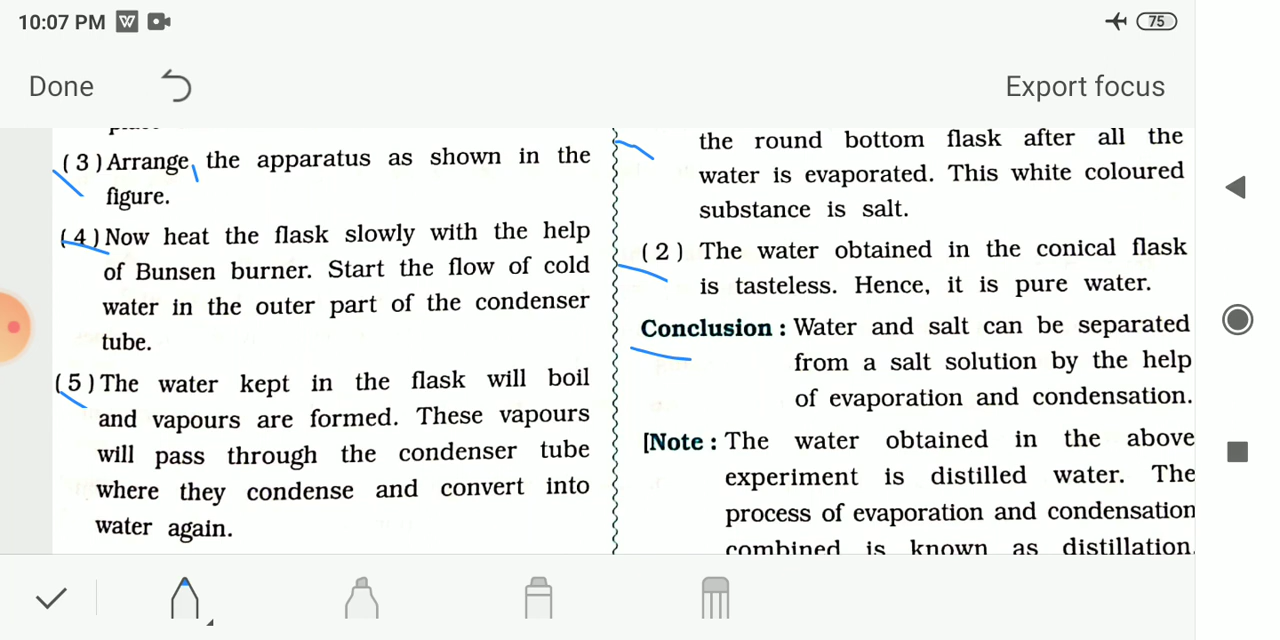 10:07 PM W
75
Done
Export focus
(3) Arrange the apparatus as shown in the
figure.
(4) Now heat the flask slowly with the help
of Bunsen burner. Start the flow of cold
water in the outer part of the condenser
tube.
(5) The water kept in the flask will boil
and vapours are formed. These vapours
will pass through the condenser tube
where they condense and convert into
water again.
the round bottom flask after all the
water is evaporated. This white coloured
substance is salt.
(2) The water obtained in the conical flask
is tasteless. Hence, it is pure water.
Conclusion : Water and salt can be separated
from a salt solution by the help
of evaporation and condensation.
[Note : The water obtained in the above
experiment is distilled water. The
process of evaporation and condensation
combined is known as distillation.